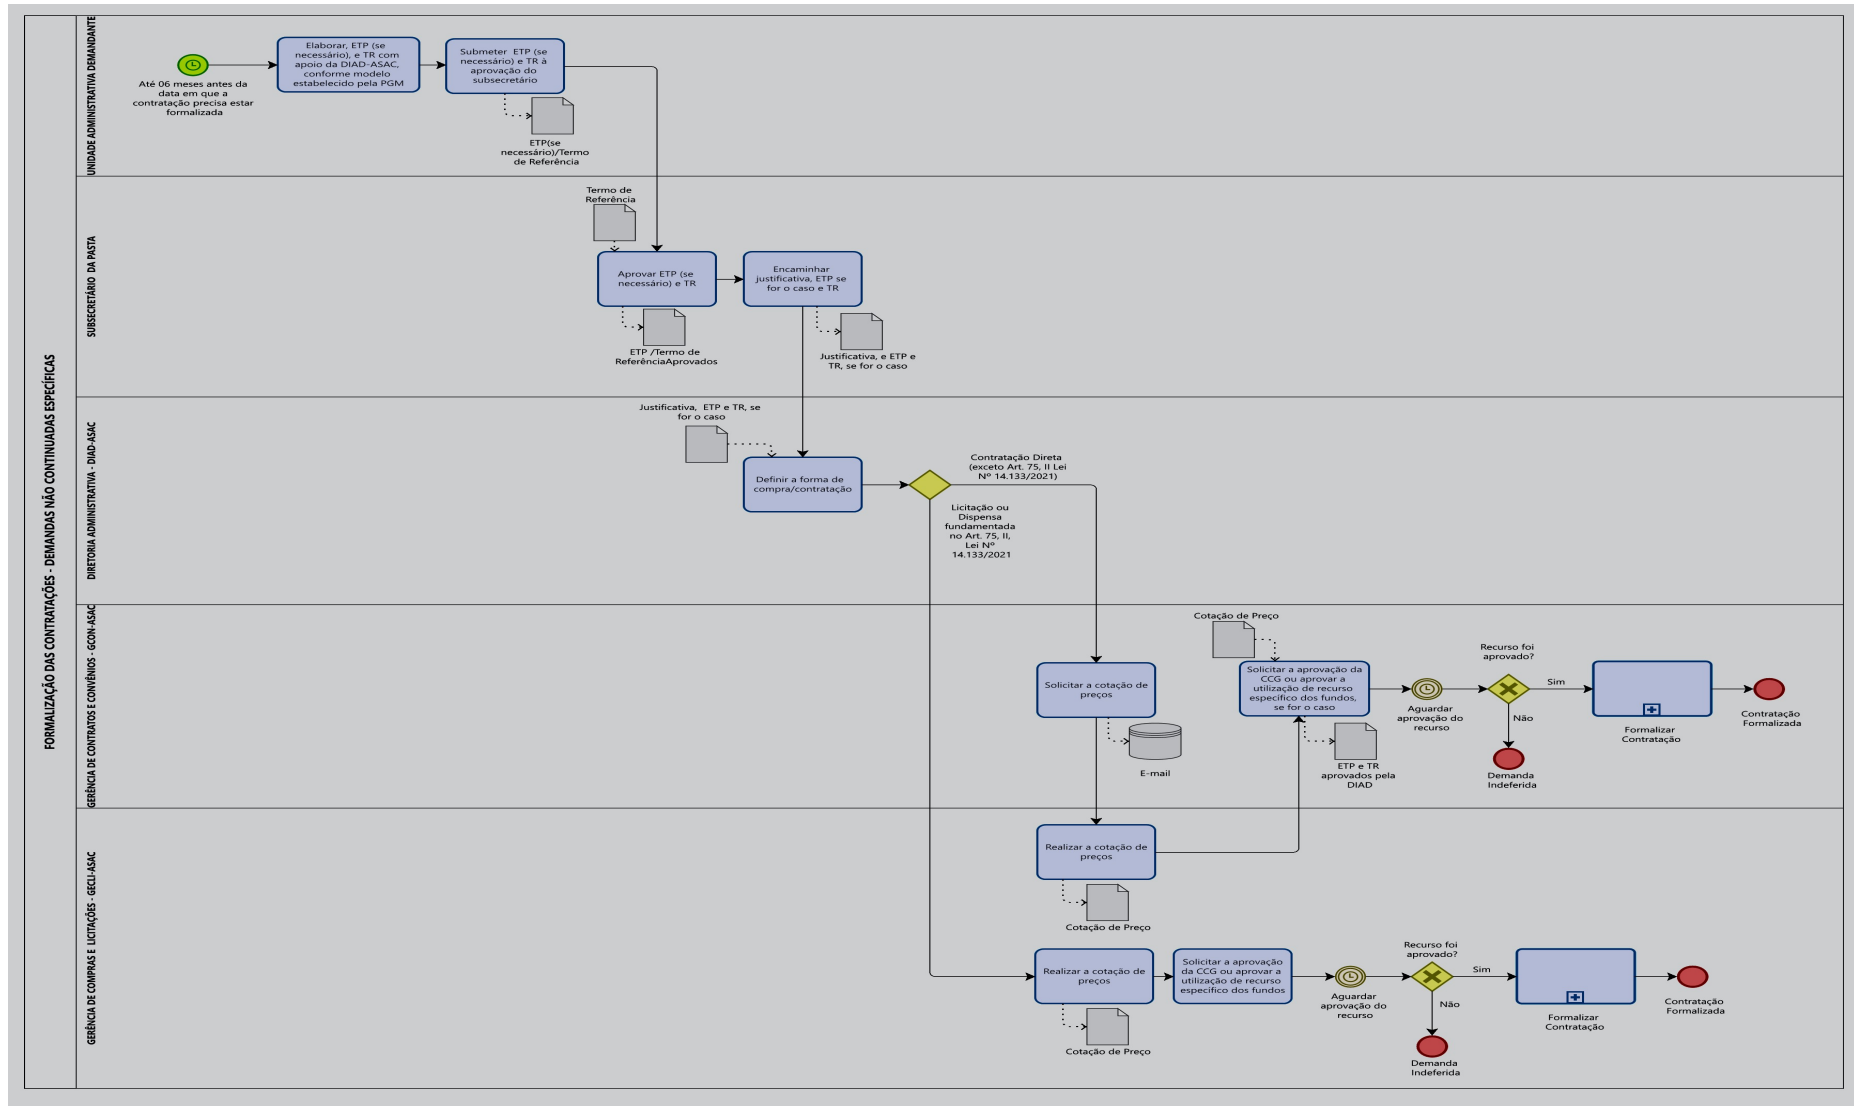 FORMALIZAÇÃO DAS CONTRATAÇÕES - DEMANDAS NÃO CONTINUADAS ESPECÍFICAS
UNIDADE ADMINISTRATIVA DEMANDANTE
Até 06 meses antes da
data em que a
contratação precisa estar
formalizada
Elaborar, ETP (se
necessário), e TR com
apoio da DIAD-ASAC,
conforme modelo
estabelecido pela PGM
Submeter ETP (se
necessário) e TR à
aprovação do
subsecretário
ETP(se
necessário)/Termo
de Referência
SUBSECRETÁRIO DA PASTA
Termo de
Referência
Aprovar ETP (se
necessário) e TR
ETP /Termo de
ReferênciaAprovados
Encaminhar
justificativa, ETP se
for o caso e TR
Justificativa, e ETP e
TR, se for o caso
DIRETORIA ADMINISTRATIVA - DIAD-ASAC
Justificativa, ETP e TR, se
for o caso
Definir a forma de
compra/contratação
Contratação Direta
(exceto Art. 75, II Lei
Nº 14.133/2021)
Licitação ou
Dispensa
fundamentada
no Art. 75, II,
Lei Nº
14.133/2021
GERÊNCIA DE CONTRATOS E CONVÊNIOS - GCON-ASAC
Solicitar a cotação de
preços
E-mail
Cotação de Preço
Solicitar a aprovação da
CCG ou aprovar a
utilização de recurso
específico dos fundos,
se for o caso
ETP e TR
aprovados pela
DIAD
Aguardar
aprovação do
recurso
Recurso foi
aprovado?
Sim
Não
Demanda
Indeferida
Formalizar
Contratação
Contratação
Formalizada
GERÊNCIA DE COMPRAS E LICITAÇÕES - GECLI-ASAC
Realizar a cotação de
preços
Cotação de Preço
Realizar a cotação de
preços
Cotação de Preço
Solicitar a aprovação
da CCG ou aprovar a
utilização de recurso
especifico dos fundos
Aguardar
aprovação do
recurso
Recurso foi
aprovado?
Sim
Não
Demanda
Indeferida
Formalizar
Contratação
Contratação
Formalizada